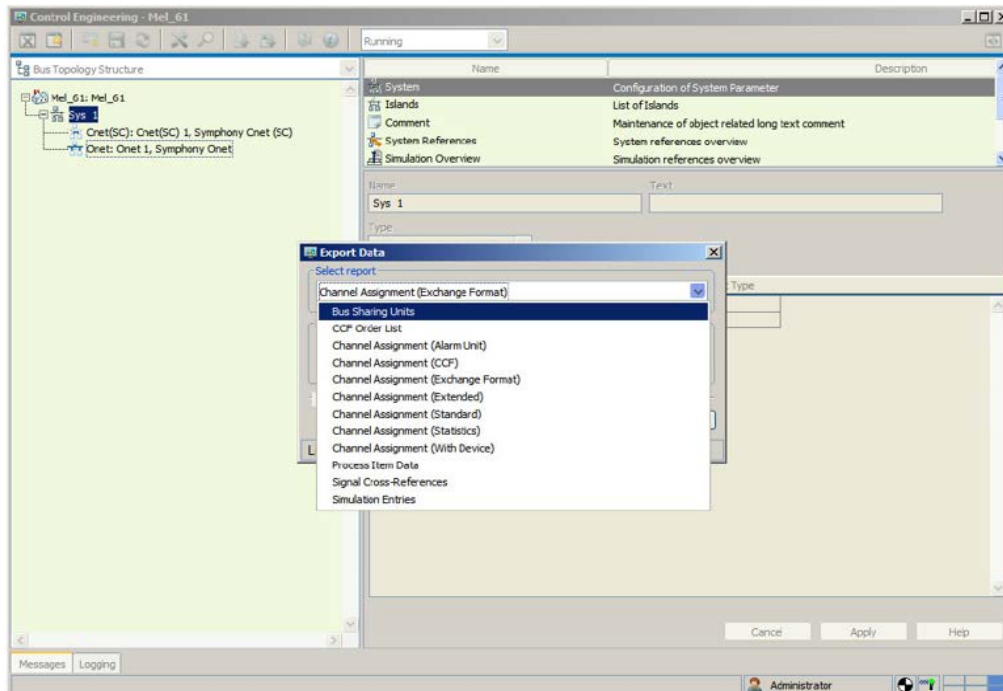 Control Engineering - Mel_61
Running
Bus Topology Structure
Mel_61: Mel_61
Sys 1
Cnet(SC): Cnet(SC) 1, Symphony Cnet (SC)
Onet: Onet 1, Symphony Onet
Name Description
System Configuration of System Parameter
Islands List of Islands
Comment Maintenance of object related long text comment
System References System references overview
Simulation Overview Simulation references overview
Name Text
Sys 1
Type
Export Data
Select report
Channel Assignment (Exchange Format)
Type
Bus Sharing Units
CCF Order List
Channel Assignment (Alarm Unit)
Channel Assignment (CCF)
Channel Assignment (Exchange Format)
Channel Assignment (Extended)
Channel Assignment (Standard)
Channel Assignment (Statistics)
Channel Assignment (With Device)
Process Item Data
Signal Cross-References
Simulation Entries
Cancel Apply Help
Messages Logging
Administrator